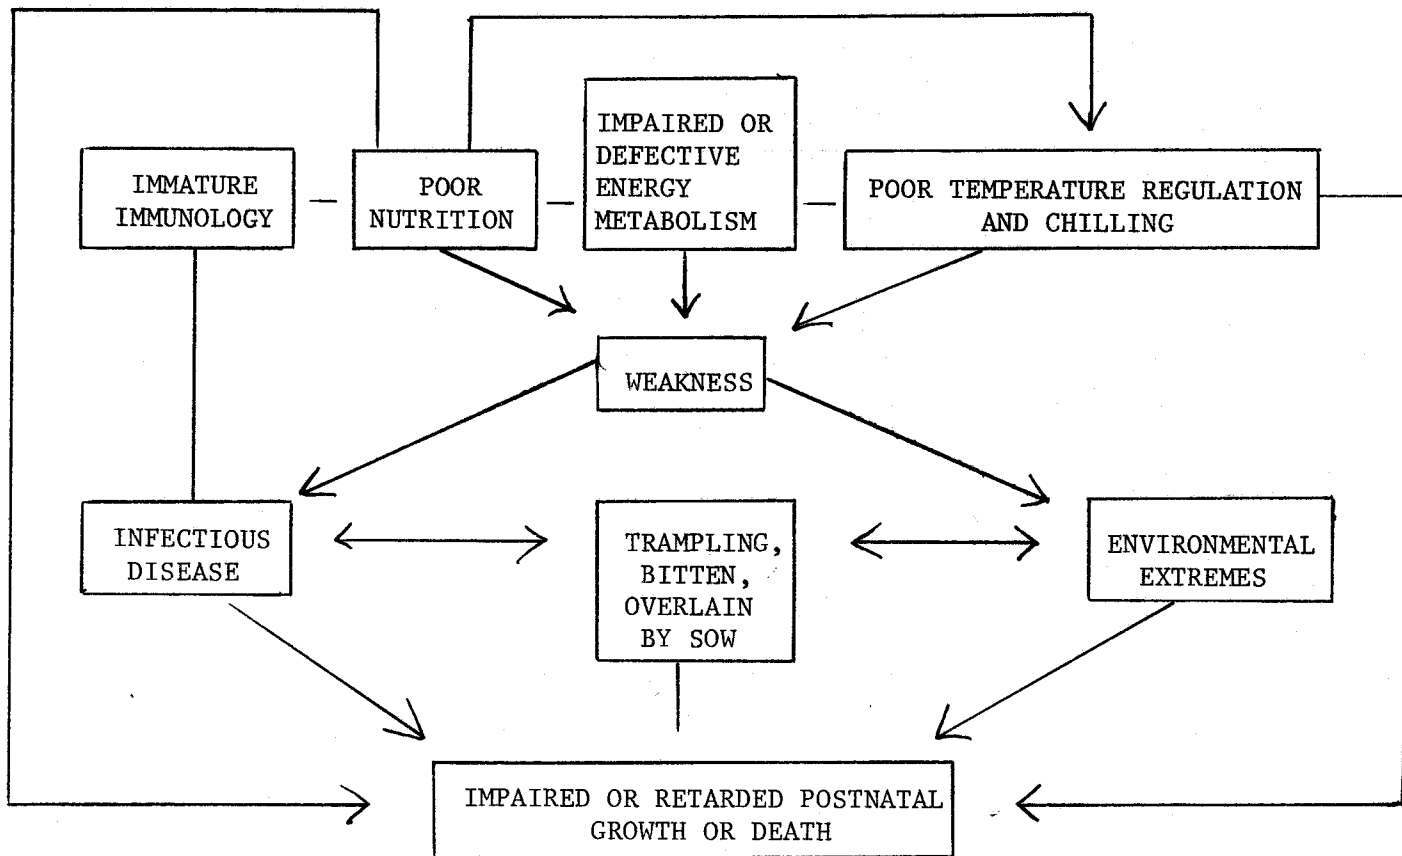 IMMATURE
IMMUNOLOGY
POOR
NUTRITION
IMPAIRED OR
DEFECTIVE
ENERGY
METABOLISM
POOR TEMPERATURE REGULATION
AND CHILLING
WEAKNESS
INFECTIOUS
DISEASE
TRAMPLING,
BITTEN,
OVERLAIN
BY SOW
ENVIRONMENTAL
EXTREMES
IMPAIRED OR RETARDED POSTNATAL
GROWTH OR DEATH